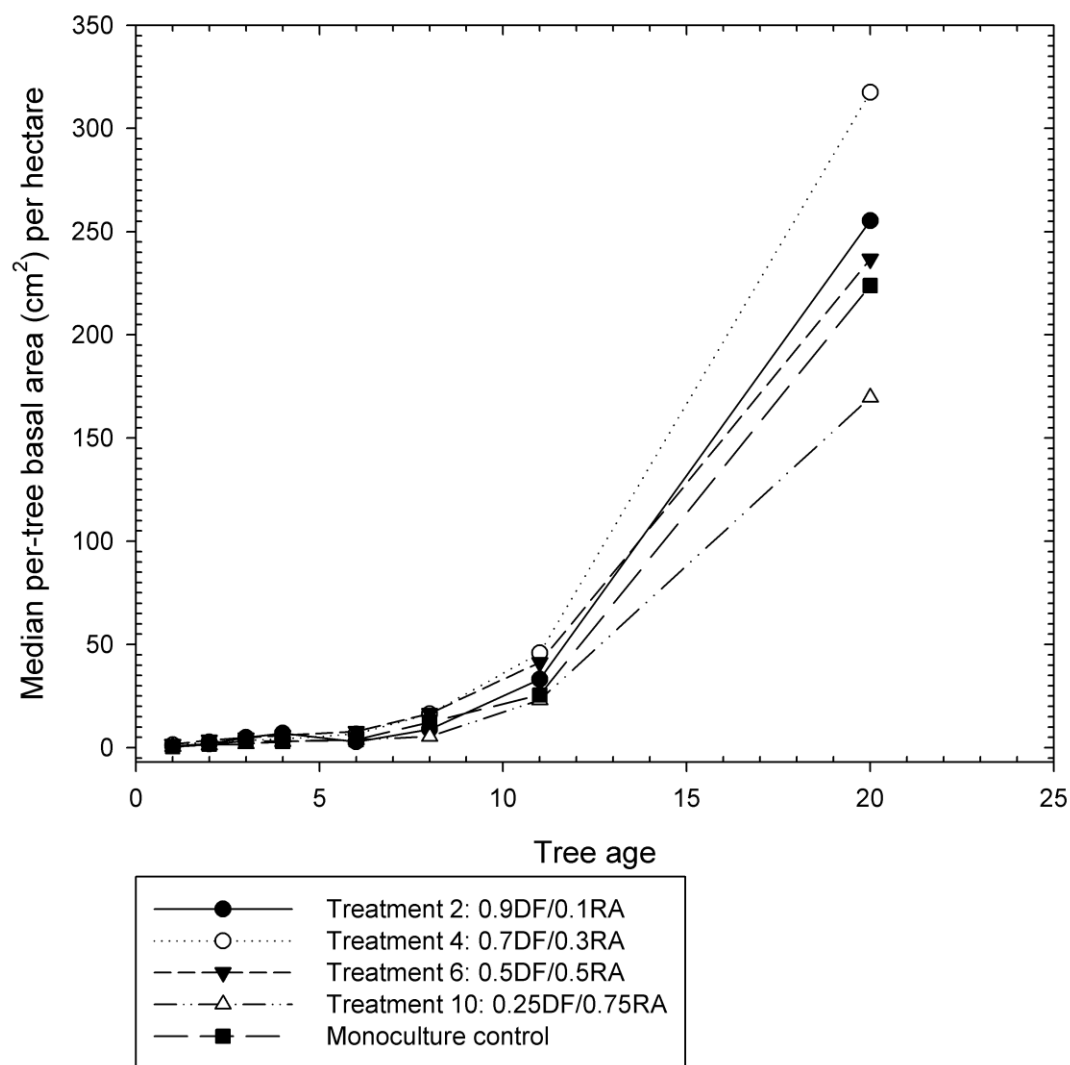 Median per-tree basal area (cm²) per hectare
350
300
250
200
150
100
50
0
0 5 10 15 20 25
Tree age
Treatment 2: 0.9DF/0.1RA
Treatment 4: 0.7DF/0.3RA
Treatment 6: 0.5DF/0.5RA
Treatment 10: 0.25DF/0.75RA
Monoculture control